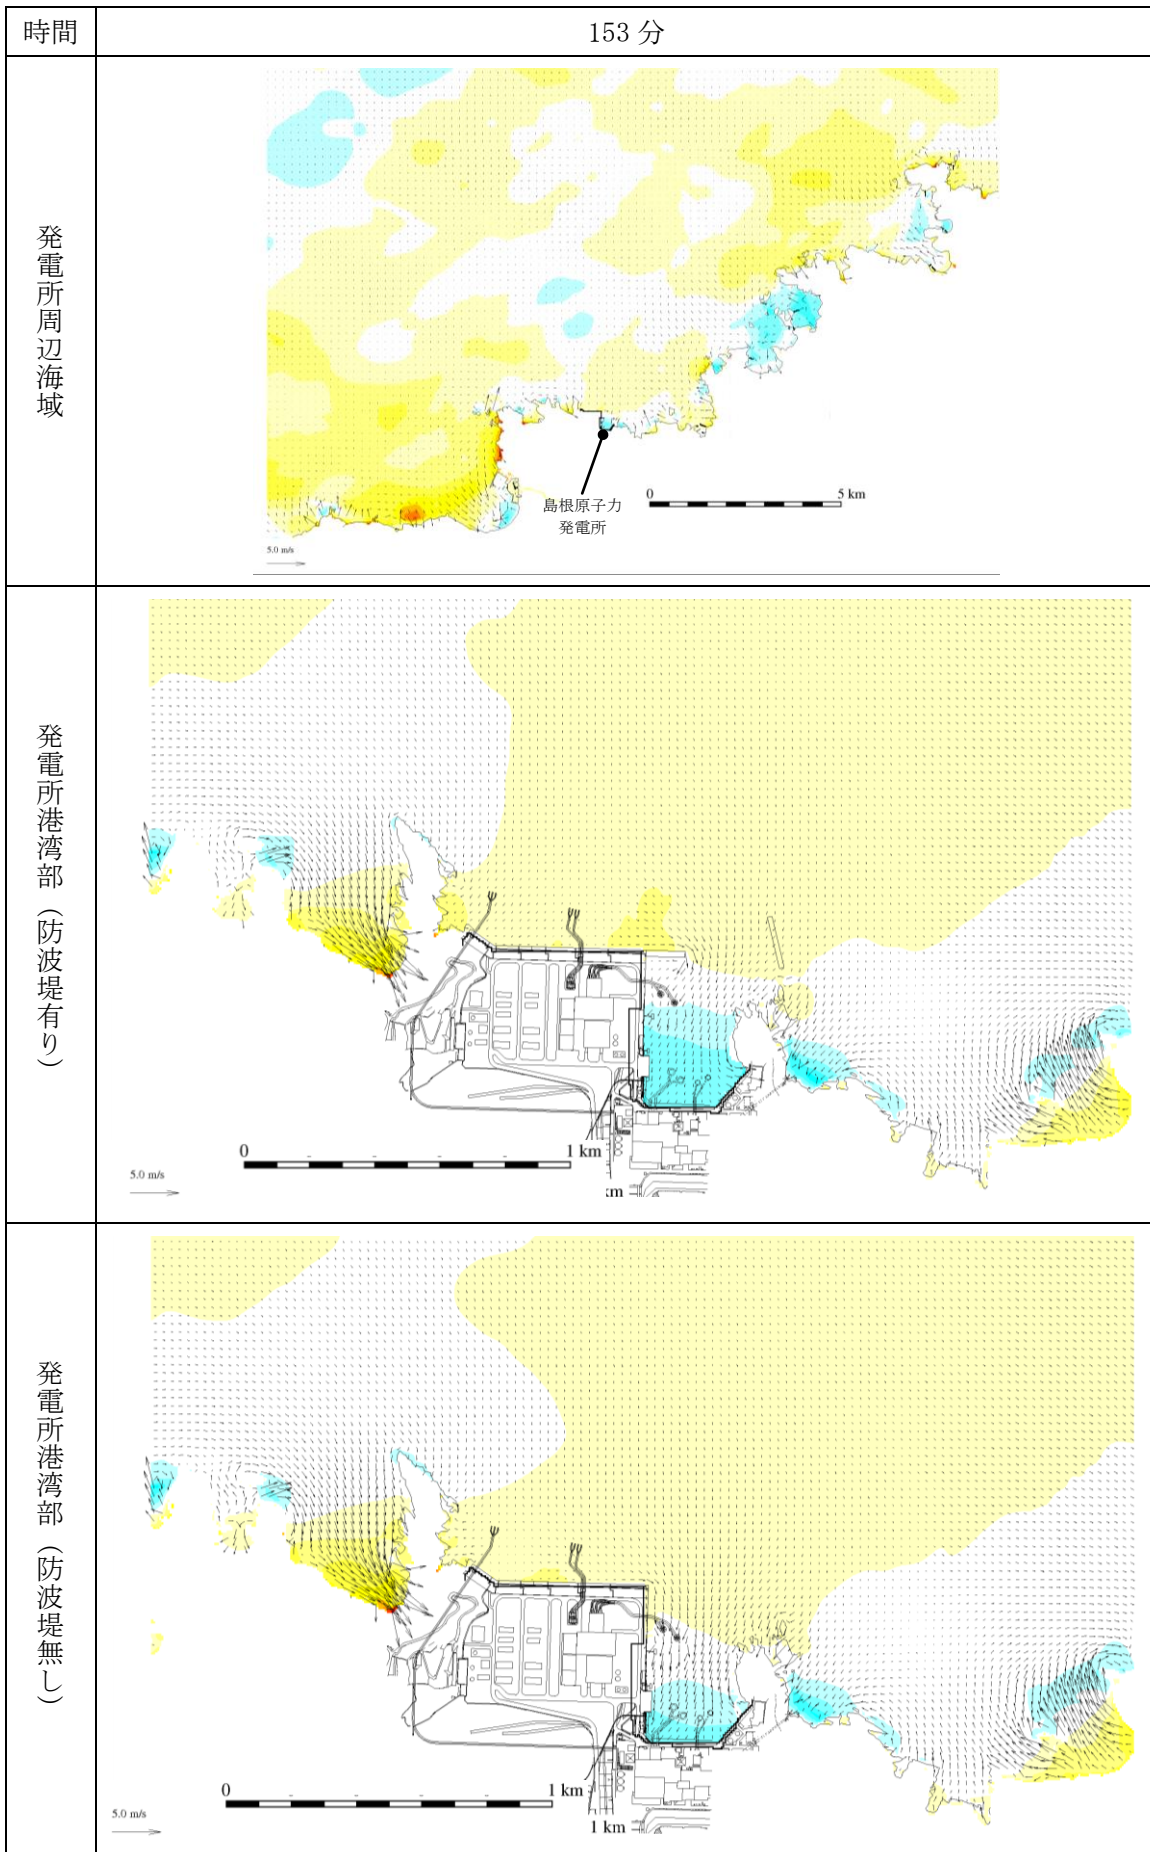 時間
153 分
発電所周辺海域
島根原子力
発電所
0
5 km
5.0 m/s
発電所港湾部（防波堤有り）
0
1 km
km
5.0 m/s
発電所港湾部（防波堤無し）
0
1 km
1 km
5.0 m/s